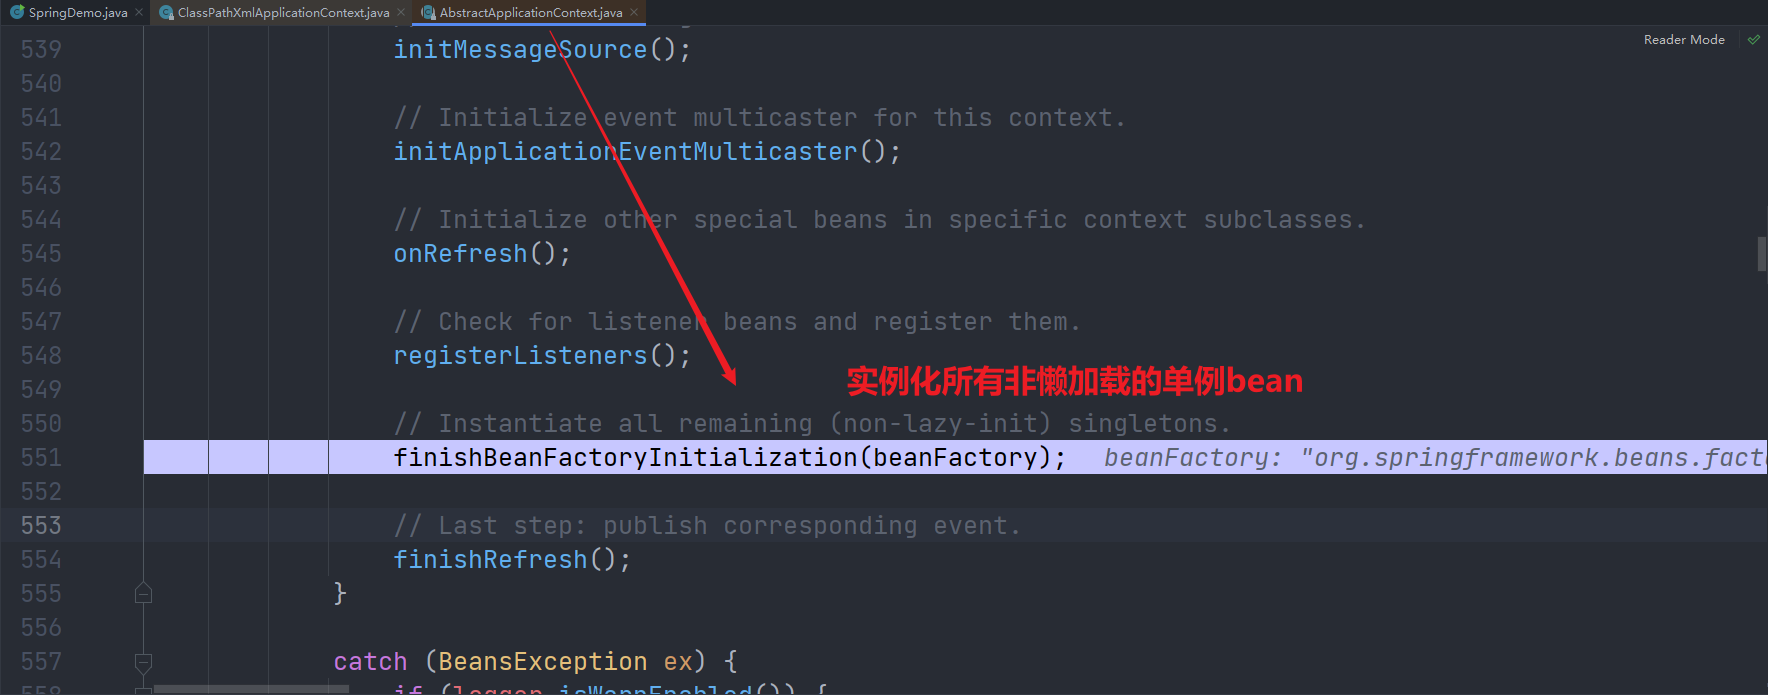 SpringDemo.java ClassPathXmlApplicationContext.java AbstractApplicationContext.java
Reader Mode
539 initMessageSource();
540
541 // Initialize event multicaster for this context.
542 initApplicationEventMulticaster();
543
544 // Initialize other special beans in specific context subclasses.
545 onRefresh();
546
547 // Check for listener beans and register them.
548 registerListeners();
549
实例化所有非懒加载的单例bean
550 // Instantiate all remaining (non-lazy-init) singletons.
551 finishBeanFactoryInitialization(beanFactory); beanFactory: "org.springframework.beans.fact
552
553 // Last step: publish corresponding event.
554 finishRefresh();
555 }
556
557 catch (BeansException ex) {
558 if (logger.isWarnEnabled()) {